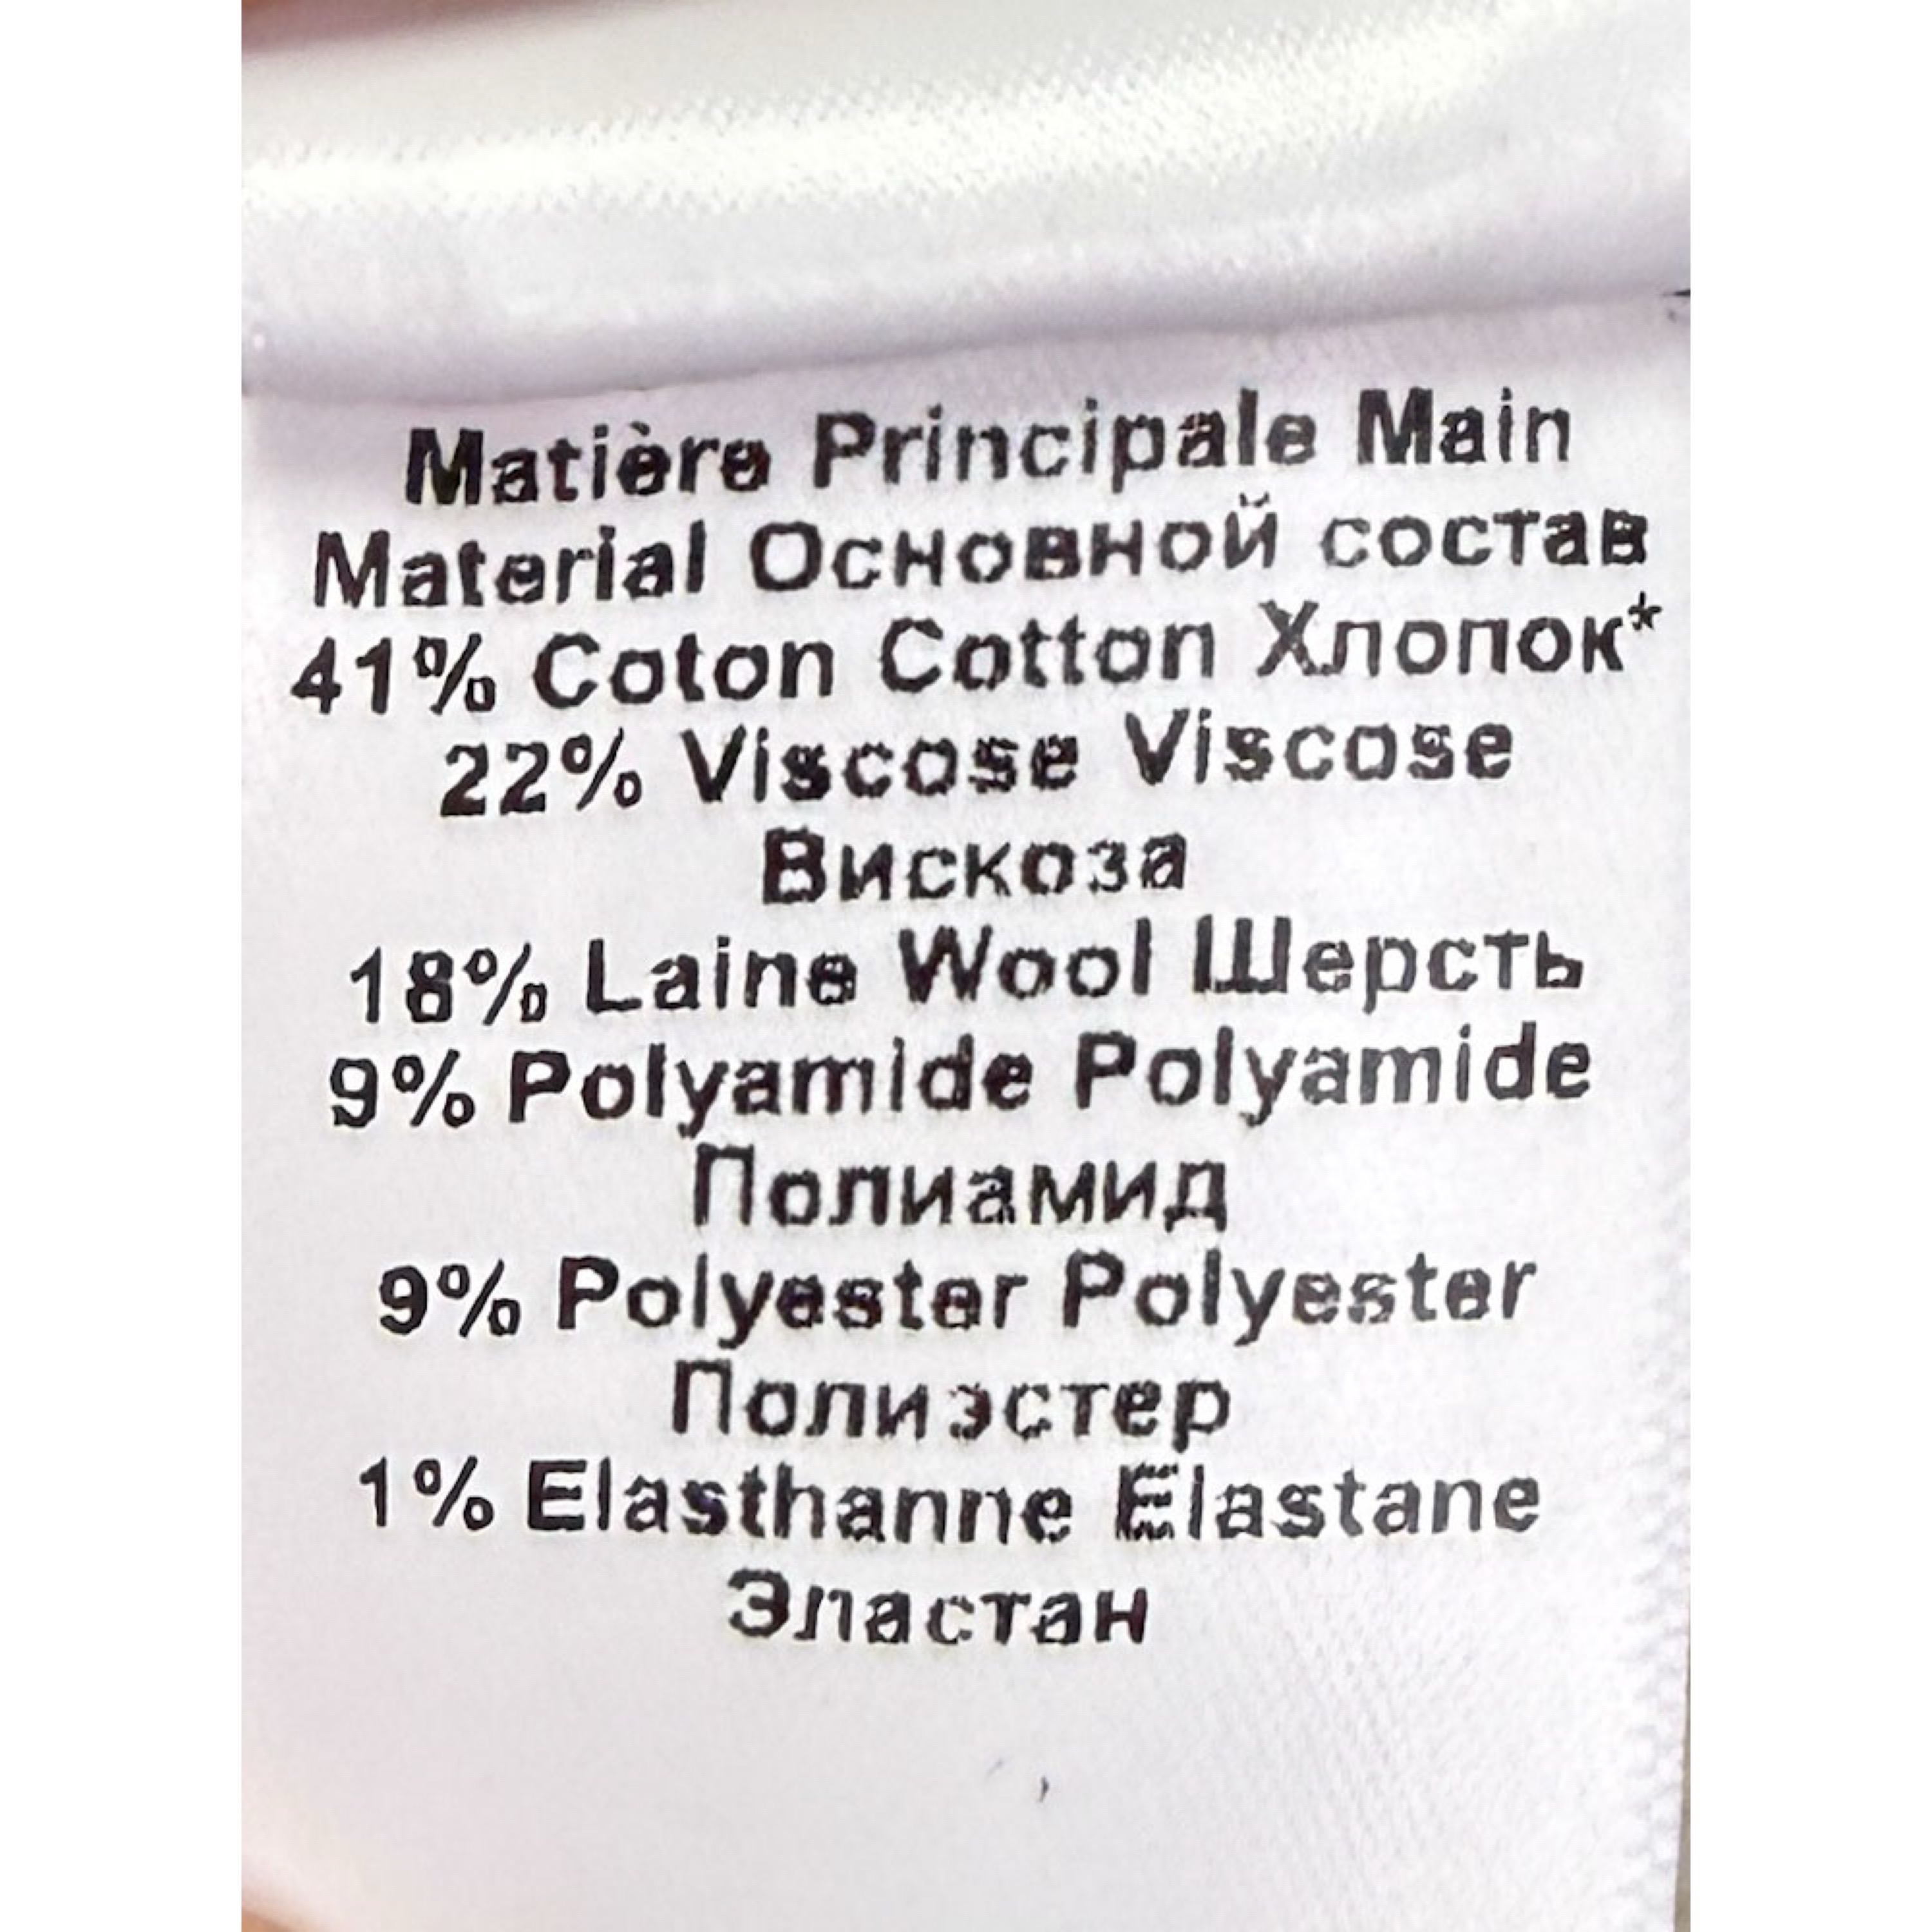 Matière Principale Main
Material Основной состав
41% Coton Cotton Хлопок*
22% Viscose Viscose
Вискоза
18% Laine Wool Шерсть
9% Polyamide Polyamide
Полиамид
9% Polyester Polyester
Полиэстер
1% Elasthanne Elastane
Эластан